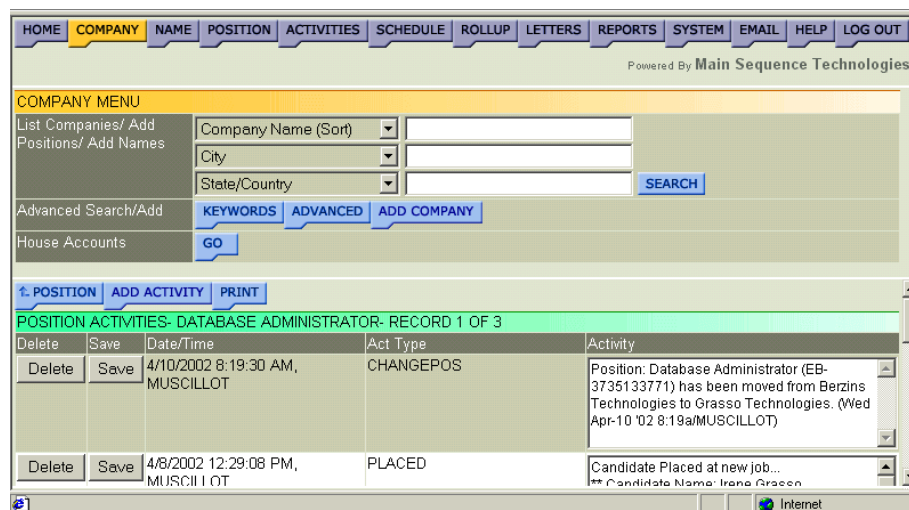 HOME COMPANY NAME POSITION ACTIVITIES SCHEDULE ROLLUP LETTERS REPORTS SYSTEM EMAIL HELP LOG OUT
Powered By Main Sequence Technologies
COMPANY MENU
List Companies/ Add
Positions/ Add Names
Company Name (Sort)
City
State/Country
SEARCH
Advanced Search/Add
KEYWORDS ADVANCED ADD COMPANY
House Accounts
GO
POSITION ADD ACTIVITY PRINT
POSITION ACTIVITIES- DATABASE ADMINISTRATOR- RECORD 1 OF 3
Delete Save Date/Time Act Type Activity
Delete Save 4/10/2002 8:19:30 AM,
MUSCILLOT
CHANGEPOS
Position: Database Administrator (EB-
3735133771) has been moved from Berzins
Technologies to Grasso Technologies. (Wed
Apr-10 '02 8:19a/MUSCILLOT)
Delete Save 4/8/2002 12:29:08 PM,
MUSCILLOT
PLACED
Candidate Placed at new job...
** Candidate Name: Irene Grasso
Internet